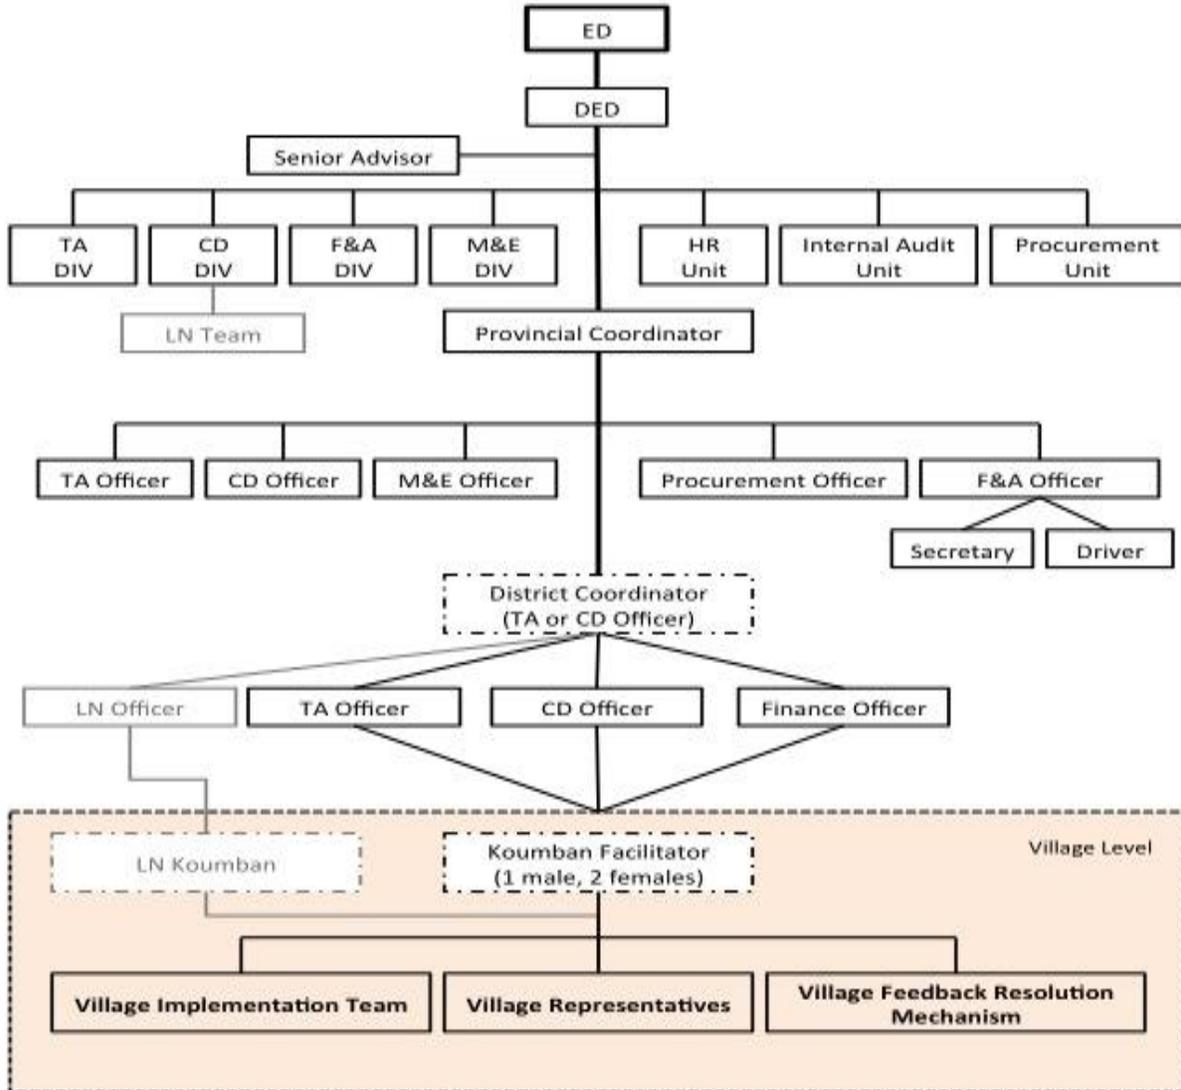 ED
DED
Senior Advisor
TA
DIV
CD
DIV
F&A
DIV
M&E
DIV
HR
Unit
Internal Audit
Unit
Procurement
Unit
LN Team
Provincial Coordinator
TA Officer
CD Officer
M&E Officer
Procurement Officer
F&A Officer
Secretary
Driver
District Coordinator
(TA or CD Officer)
LN Officer
TA Officer
CD Officer
Finance Officer
Village Level
LN Koumban
Koumban Facilitator
(1 male, 2 females)
Village Implementation Team
Village Representatives
Village Feedback Resolution
Mechanism